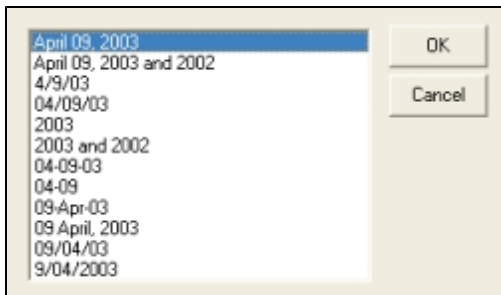 April 09, 2003
April 09, 2003 and 2002
4/9/03
04/09/03
2003
2003 and 2002
04-09-03
04-09
09-Apr-03
09 April, 2003
09/04/03
9/04/2003
OK
Cancel